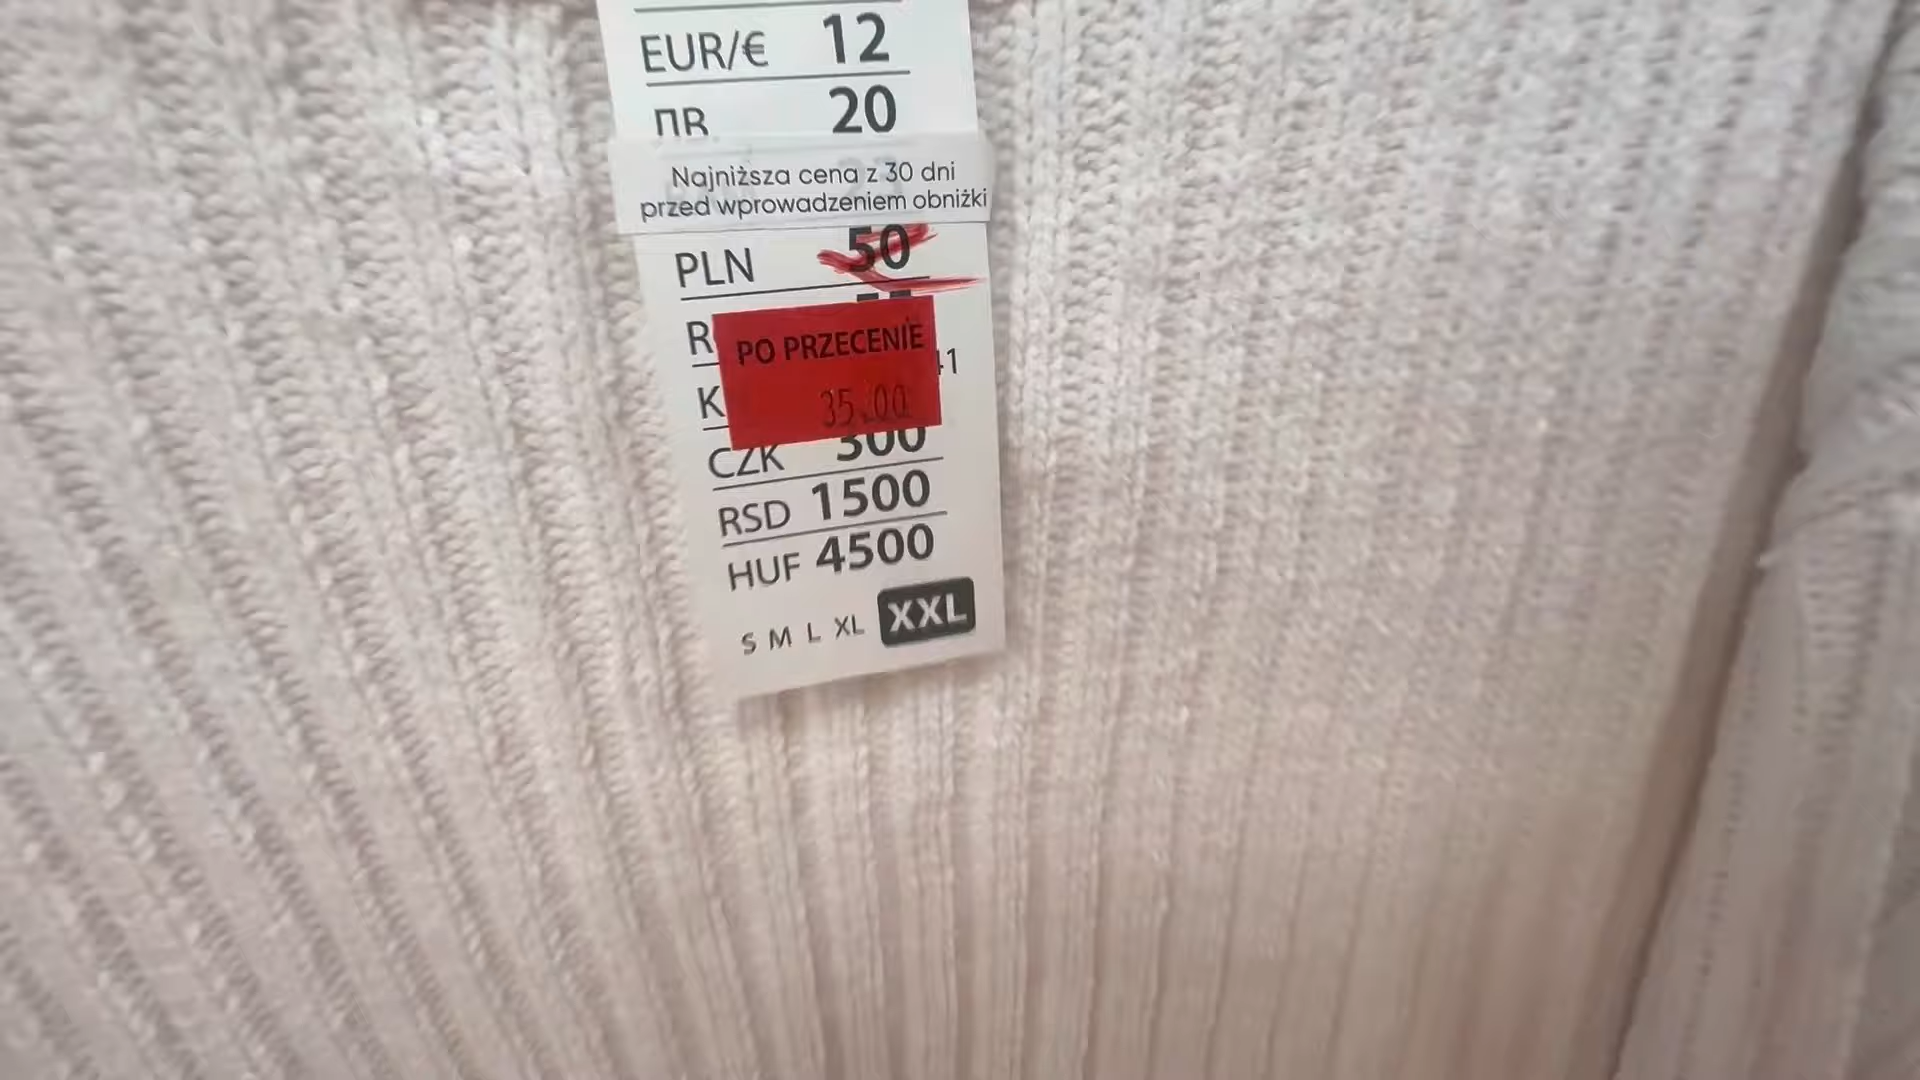 EUR/€ 12
ЛВ 20
Najniższa cena z 30 dni
przed wprowadzeniem obniżki
PLN 50
PO PRZECENIE
35.00
CZK 300
RSD 1500
HUF 4500
S M L XL XXL